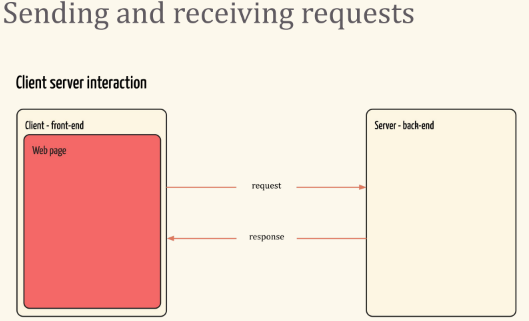 Sending and receiving requests
Client server interaction
Client - front-end
Server - back-end
Web page
request
response